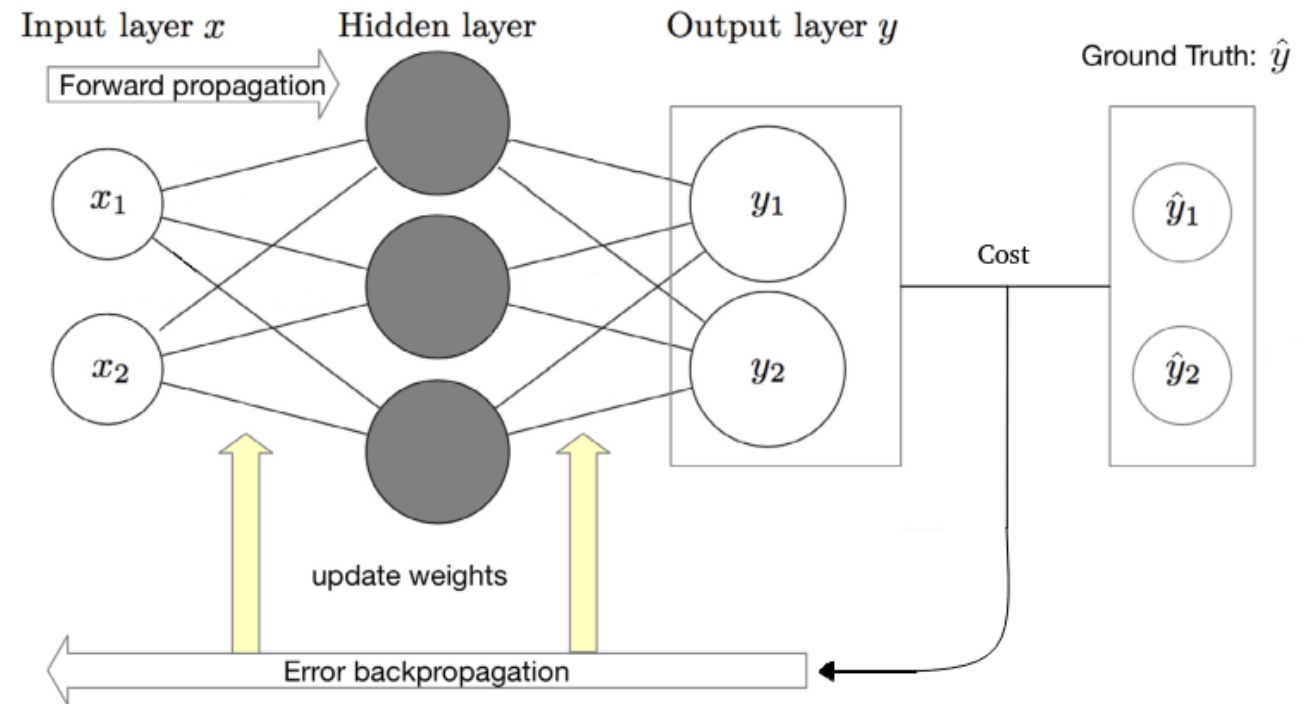 Input layer x
Hidden layer
Output layer y
Ground Truth: ŷ
Forward propagation
x₁
y₁
ŷ₁
Cost
x₂
y₂
ŷ₂
update weights
Error backpropagation